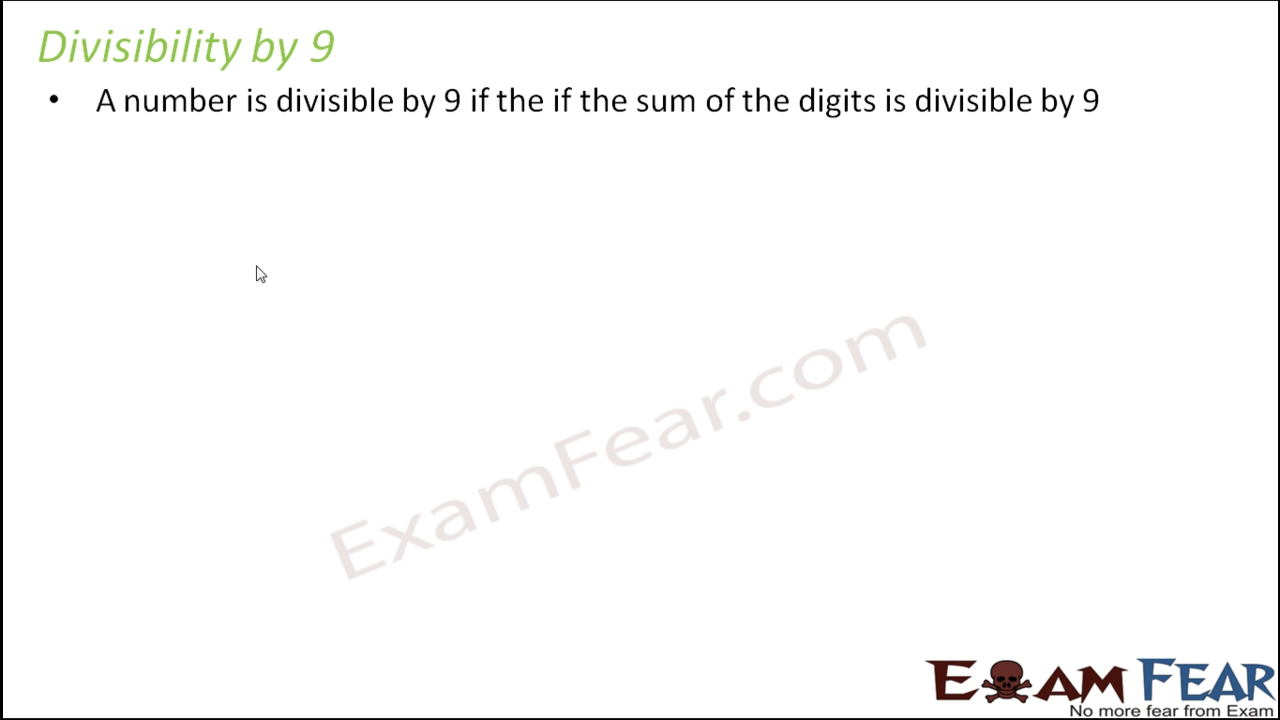 Divisibility by 9
• A number is divisible by 9 if the if the sum of the digits is divisible by 9
ExamFear.com
EXAM FEAR
No more fear from Exam